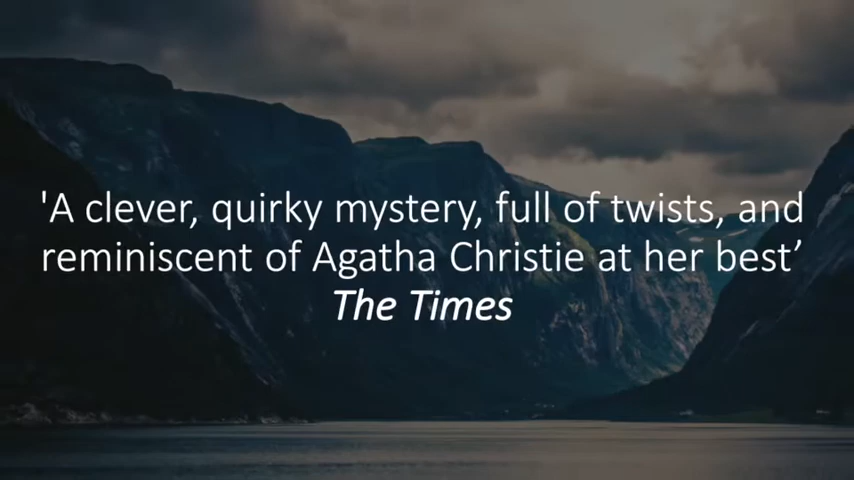 'A clever, quirky mystery, full of twists, and
reminiscent of Agatha Christie at her best’
The Times